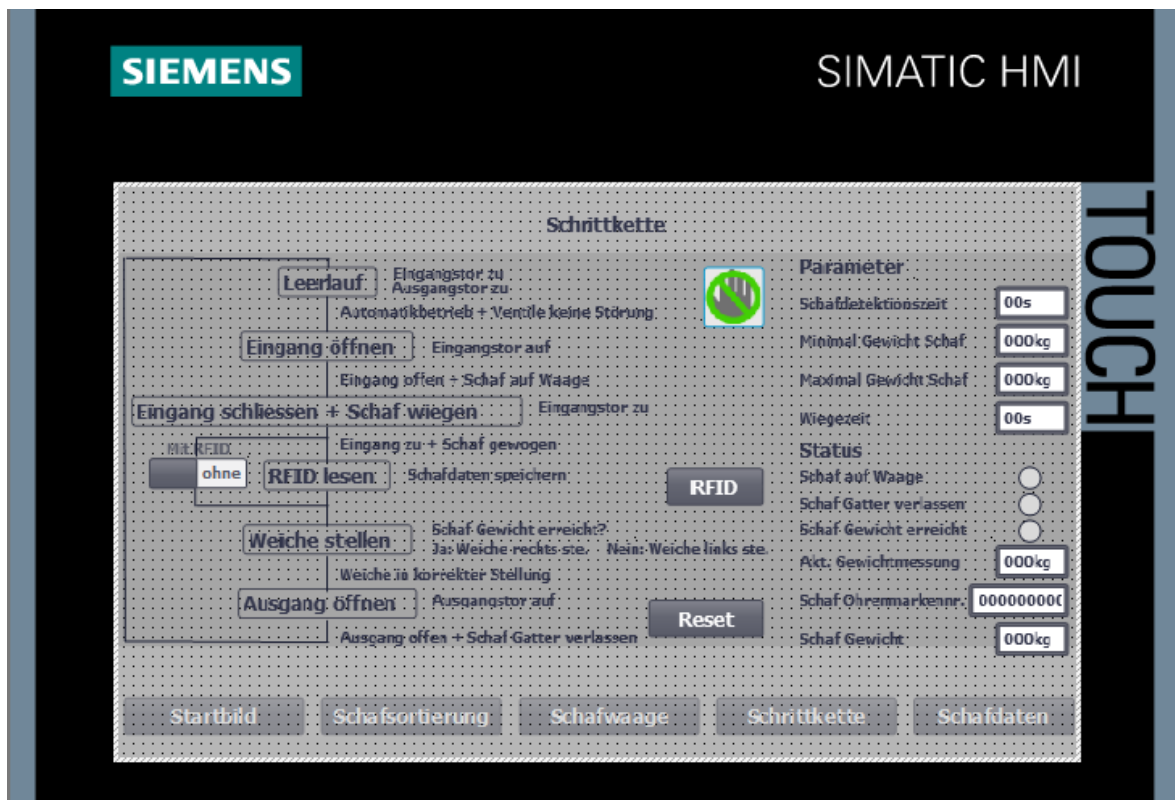 SIEMENS
SIMATIC HMI
TOUCH
Schrittkette
Leerlauf
Eingangstor zu
Ausgangstor zu
Automatikbetrieb + Ventile keine Störung
Eingang öffnen
Eingangstor auf
Eingang offen + Schaf auf Waage
Eingang schliessen + Schaf wiegen
Eingangstor zu
Eingang zu + Schaf gewogen
Mit RFID
ohne
RFID lesen
Schafdaten speichern
RFID
Weiche stellen
Schaf Gewicht erreicht?
Ja: Weiche rechts ste. Nein: Weiche links ste.
Weiche in korrekter Stellung
Ausgang öffnen
Ausgangstor auf
Reset
Ausgang offen + Schaf Gatter verlassen
Parameter
Schafdetektionszeit 00s
Minimal Gewicht Schaf 000kg
Maximal Gewicht Schaf 000kg
Wiegezeit 00s
Status
Schaf auf Waage
Schaf Gatter verlassen
Schaf Gewicht erreicht
Akt. Gewichtmessung 000kg
Schaf Ohrenmarkennr. 000000000
Schaf Gewicht 000kg
Startbild Schafsortierung Schafwaage Schrittkette Schafdaten